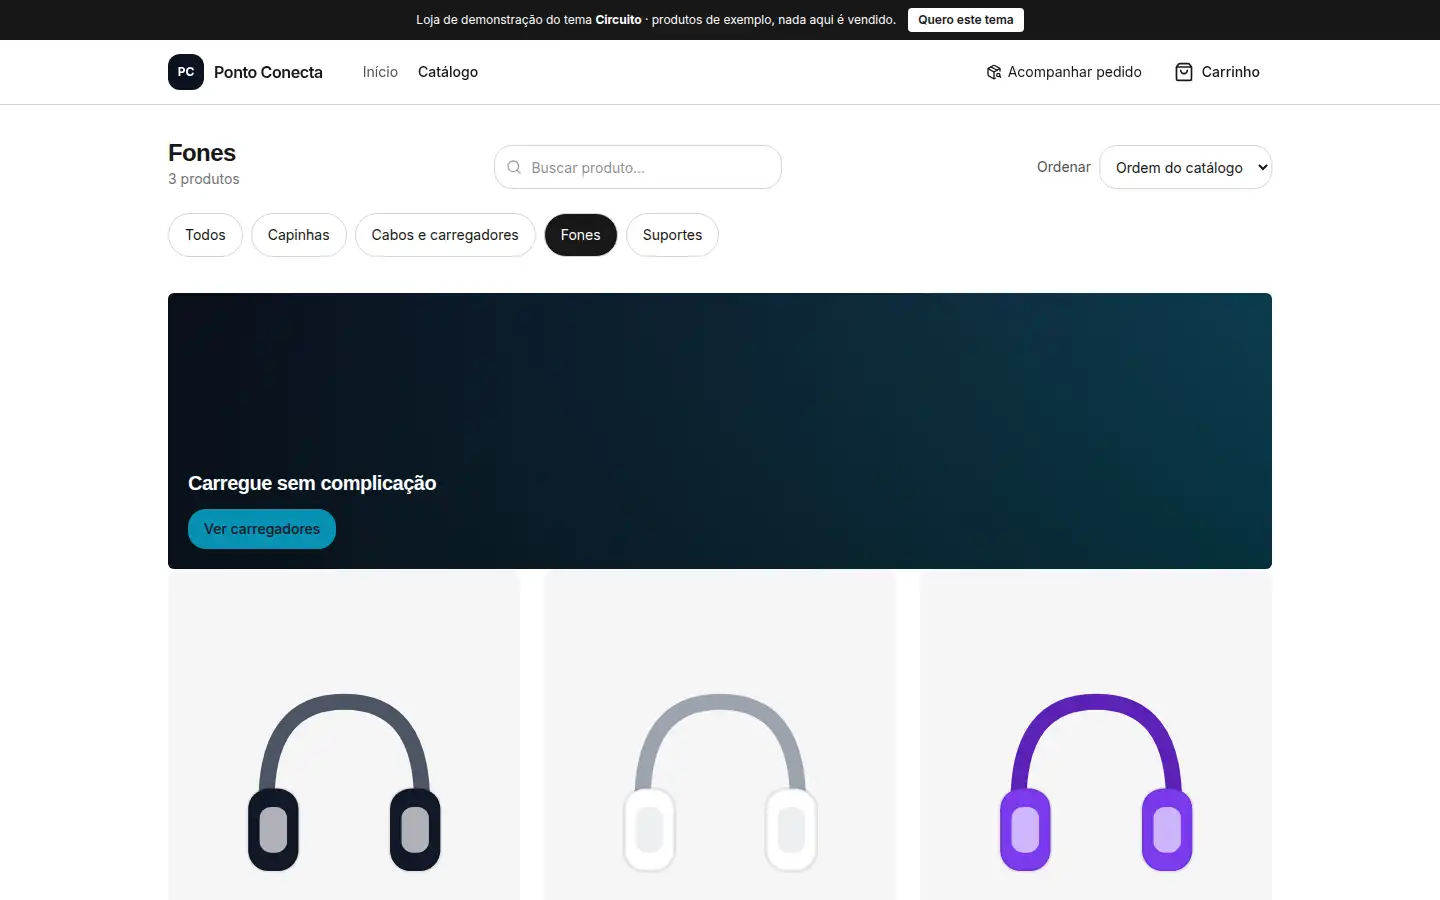 Loja de demonstração do tema Circuito · produtos de exemplo, nada aqui é vendido. Quero este tema
PC Ponto Conecta Início Catálogo Acompanhar pedido Carrinho
Fones
3 produtos
Buscar produto...
Ordenar Ordem do catálogo
Todos Capinhas Cabos e carregadores Fones Suportes
Carregue sem complicação
Ver carregadores